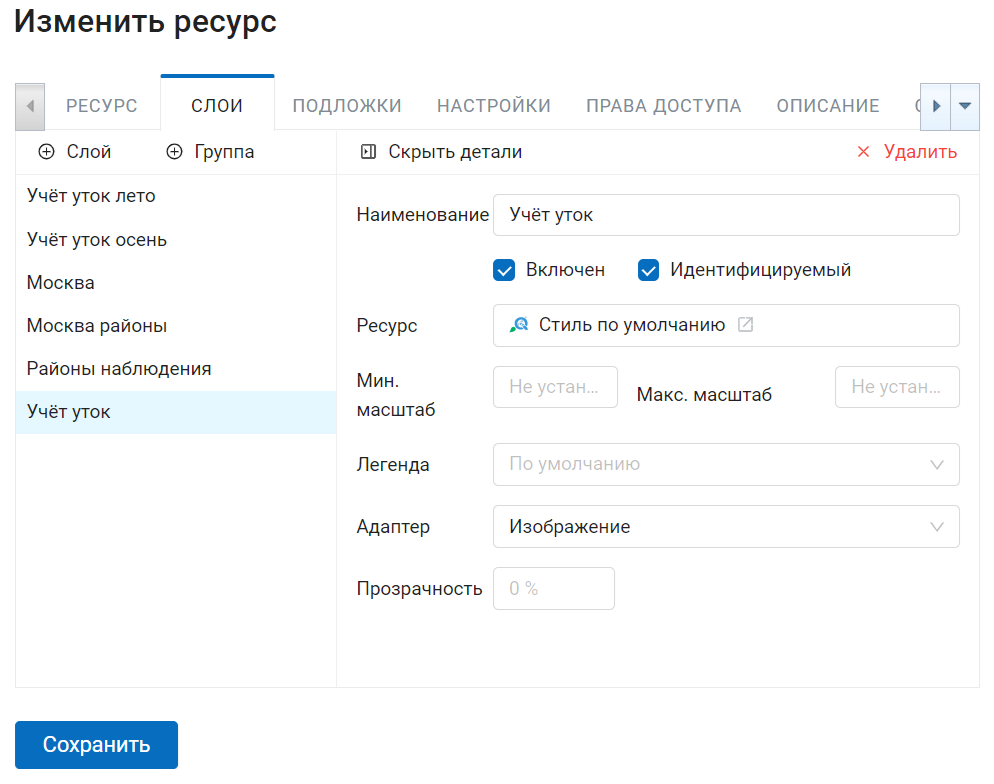 Изменить ресурс
РЕСУРС СЛОИ ПОДЛОЖКИ НАСТРОЙКИ ПРАВА ДОСТУПА ОПИСАНИЕ
Слой Группа Скрыть детали Удалить
Учёт уток лето
Учёт уток осень
Москва
Москва районы
Районы наблюдения
Учёт уток
Наименование Учёт уток
Включен Идентифицируемый
Ресурс Стиль по умолчанию
Мин. масштаб Не устан... Макс. масштаб Не устан...
Легенда По умолчанию
Адаптер Изображение
Прозрачность 0 %
Сохранить